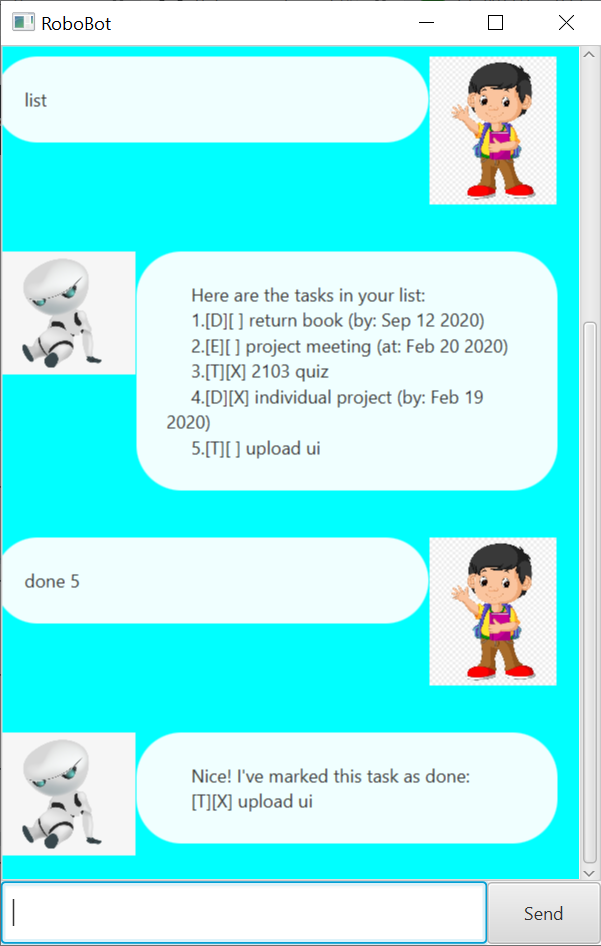 RoboBot
list
Here are the tasks in your list:
1.[D][ ] return book (by: Sep 12 2020)
2.[E][ ] project meeting (at: Feb 20 2020)
3.[T][X] 2103 quiz
4.[D][X] individual project (by: Feb 19
2020)
5.[T][ ] upload ui
done 5
Nice! I've marked this task as done:
[T][X] upload ui
Send